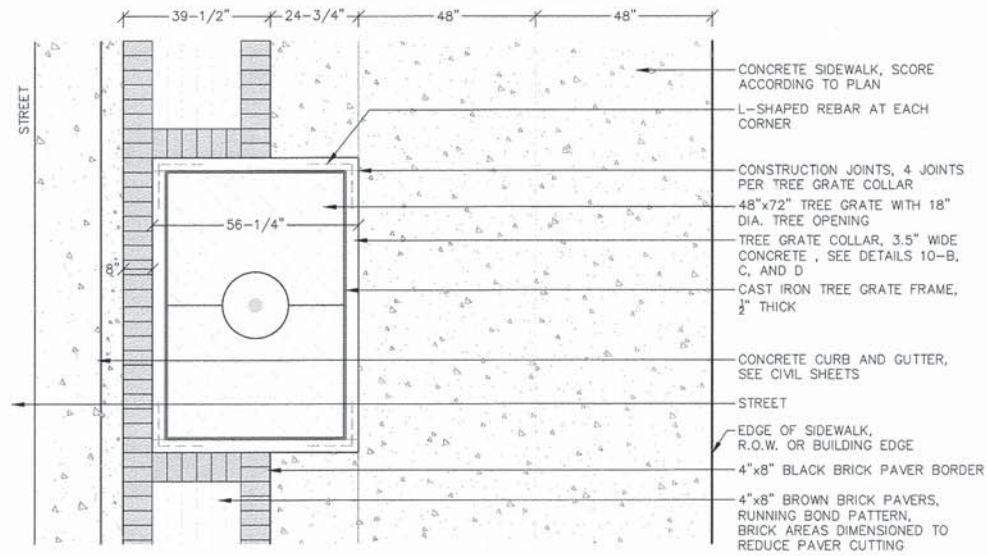 39-1/2"
24-3/4"
48"
48"
STREET
CONCRETE SIDEWALK, SCORE
ACCORDING TO PLAN
L-SHAPED REBAR AT EACH
CORNER
CONSTRUCTION JOINTS, 4 JOINTS
PER TREE GRATE COLLAR
48"x72" TREE GRATE WITH 18"
DIA. TREE OPENING
56-1/4"
TREE GRATE COLLAR, 3.5" WIDE
CONCRETE , SEE DETAILS 10-B,
C, AND D
8"
CAST IRON TREE GRATE FRAME,
½" THICK
CONCRETE CURB AND GUTTER,
SEE CIVIL SHEETS
STREET
EDGE OF SIDEWALK,
R.O.W. OR BUILDING EDGE
4"x8" BLACK BRICK PAVER BORDER
4"x8" BROWN BRICK PAVERS,
RUNNING BOND PATTERN,
BRICK AREAS DIMENSIONED TO
REDUCE PAVER CUTTING